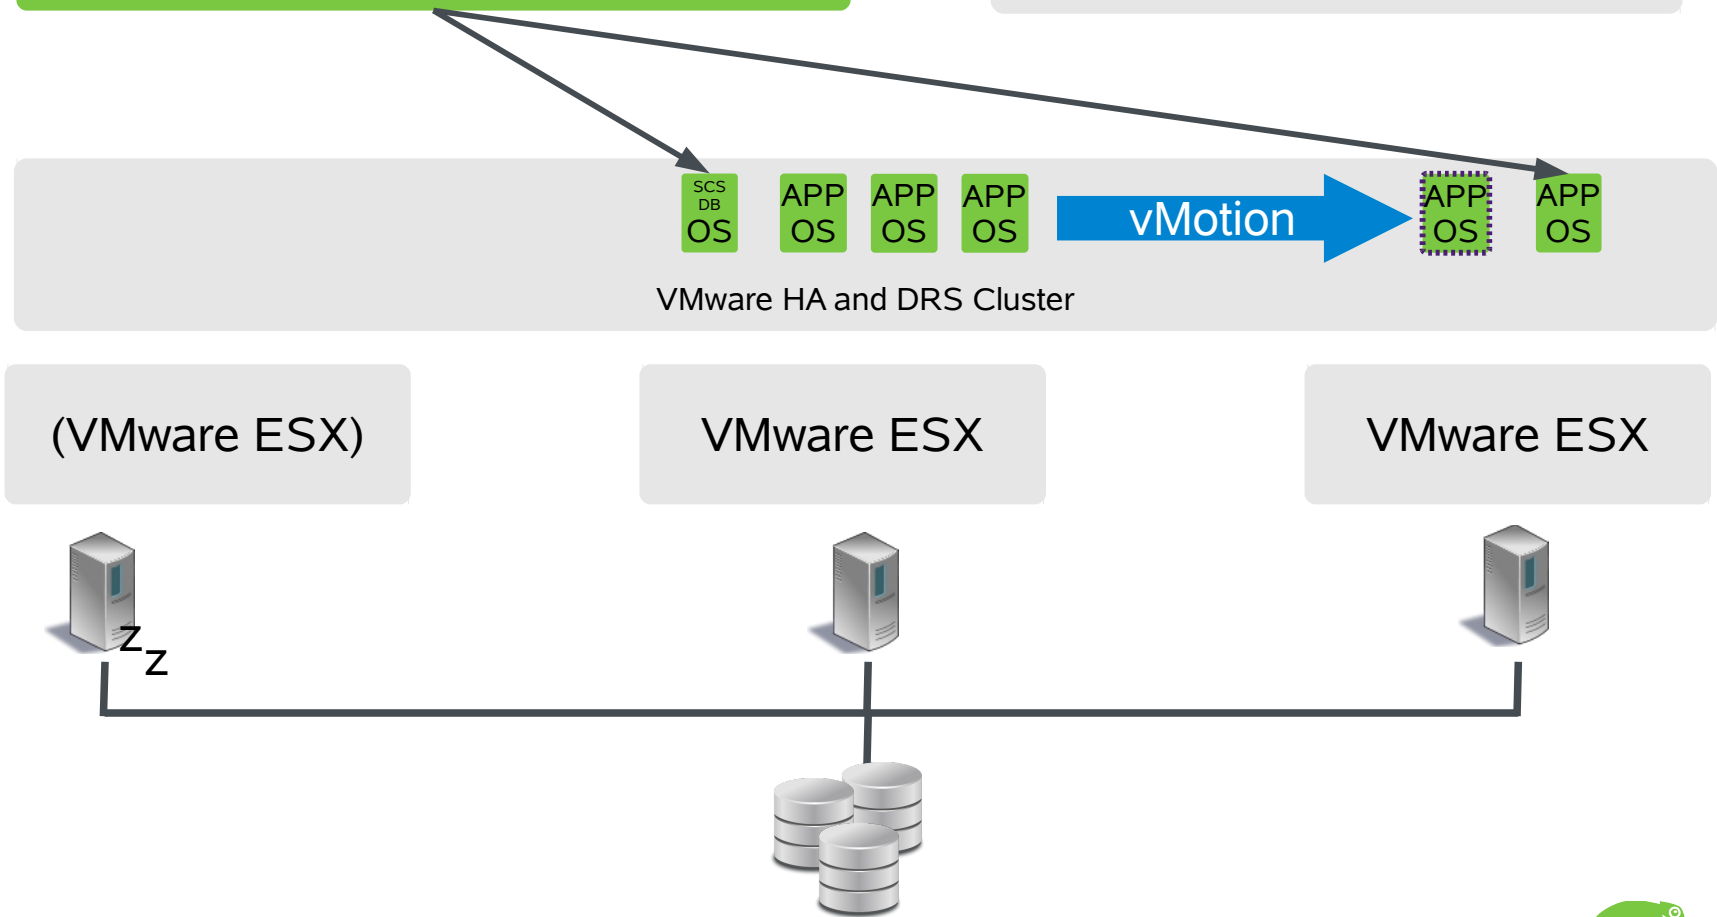 SCS
DB
OS
APP
OS
APP
OS
APP
OS
vMotion
APP
OS
APP
OS
VMware HA and DRS Cluster
(VMware ESX)
VMware ESX
VMware ESX
z
z